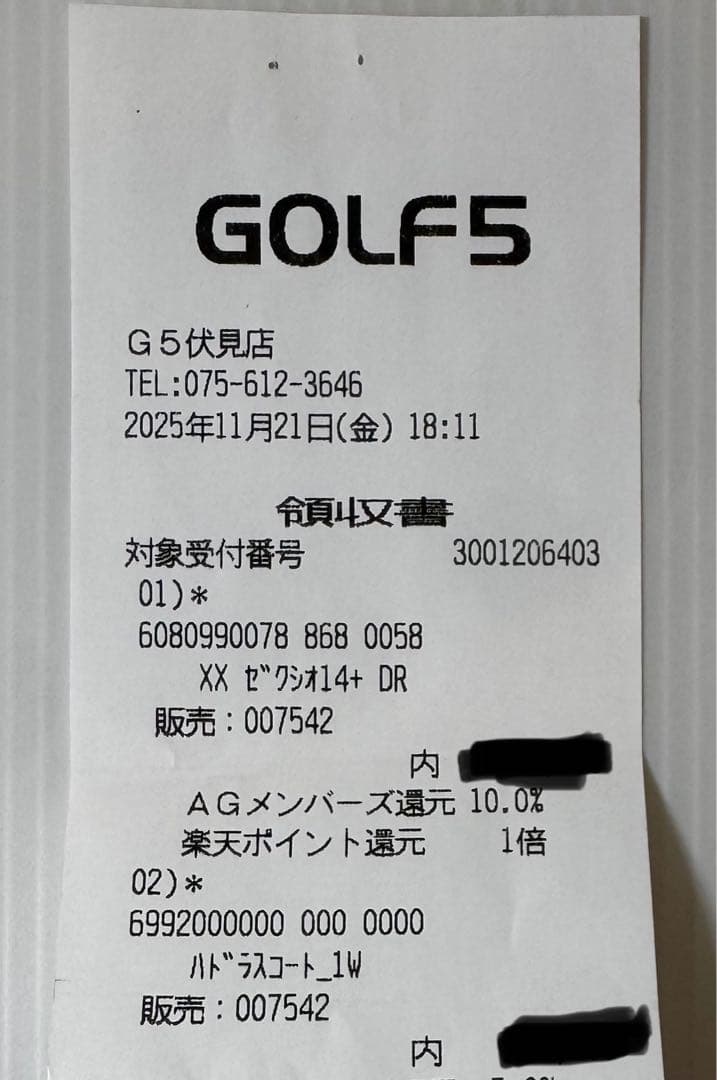 GOLF5
G5伏見店
TEL:075-612-3646
2025年11月21日(金) 18:11
領収書
対象受付番号 3001206403
01)*
6080990078 868 0058
XX ｾﾞｸｼｵ14+ DR
販売：007542
内
AGメンバーズ還元 10.0%
楽天ポイント還元 1倍
02)*
6992000000 000 0000
ﾊﾄﾞﾗｽｺｰﾄ_1W
販売：007542
内